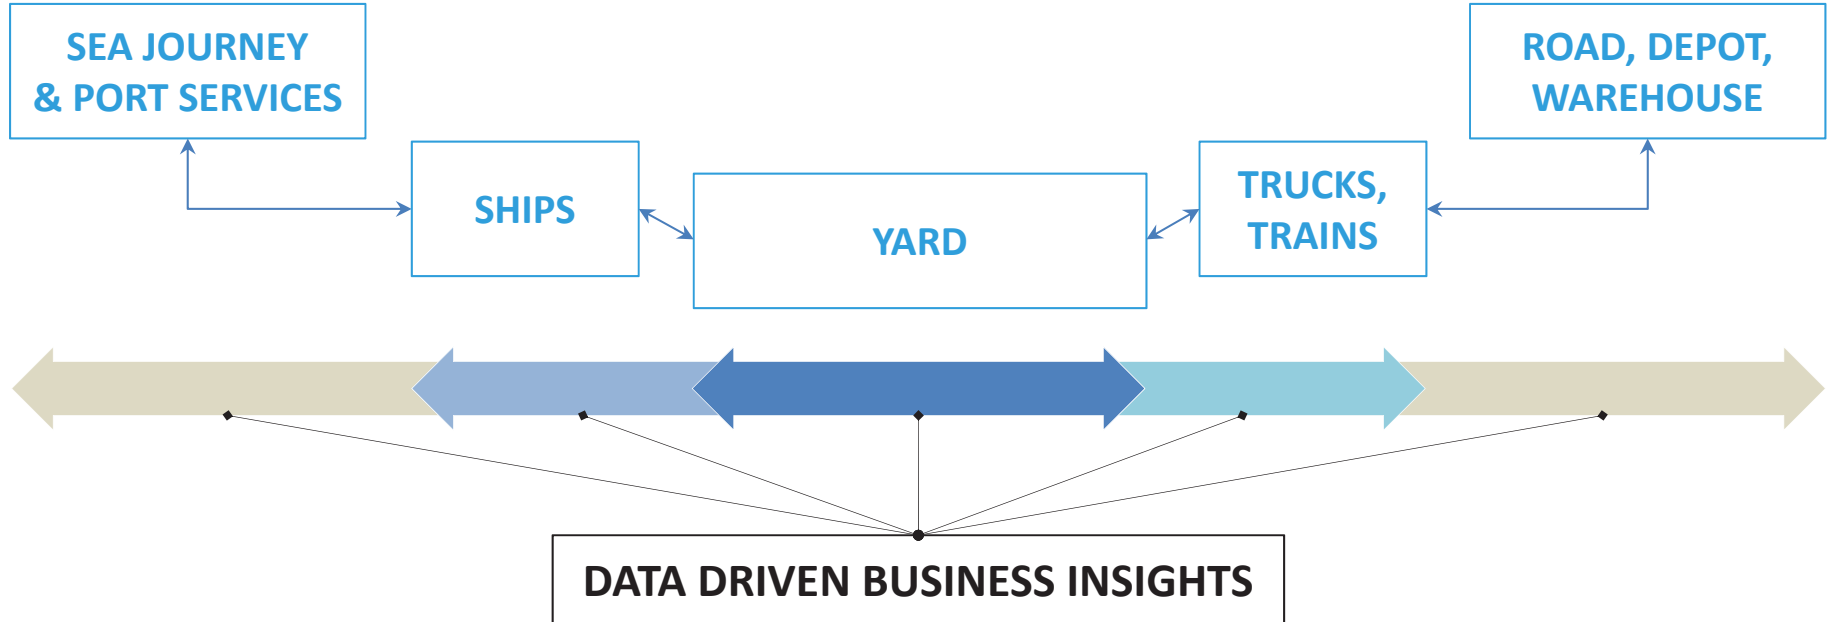 SEA JOURNEY
& PORT SERVICES
SHIPS
YARD
TRUCKS,
TRAINS
ROAD, DEPOT,
WAREHOUSE
DATA DRIVEN BUSINESS INSIGHTS